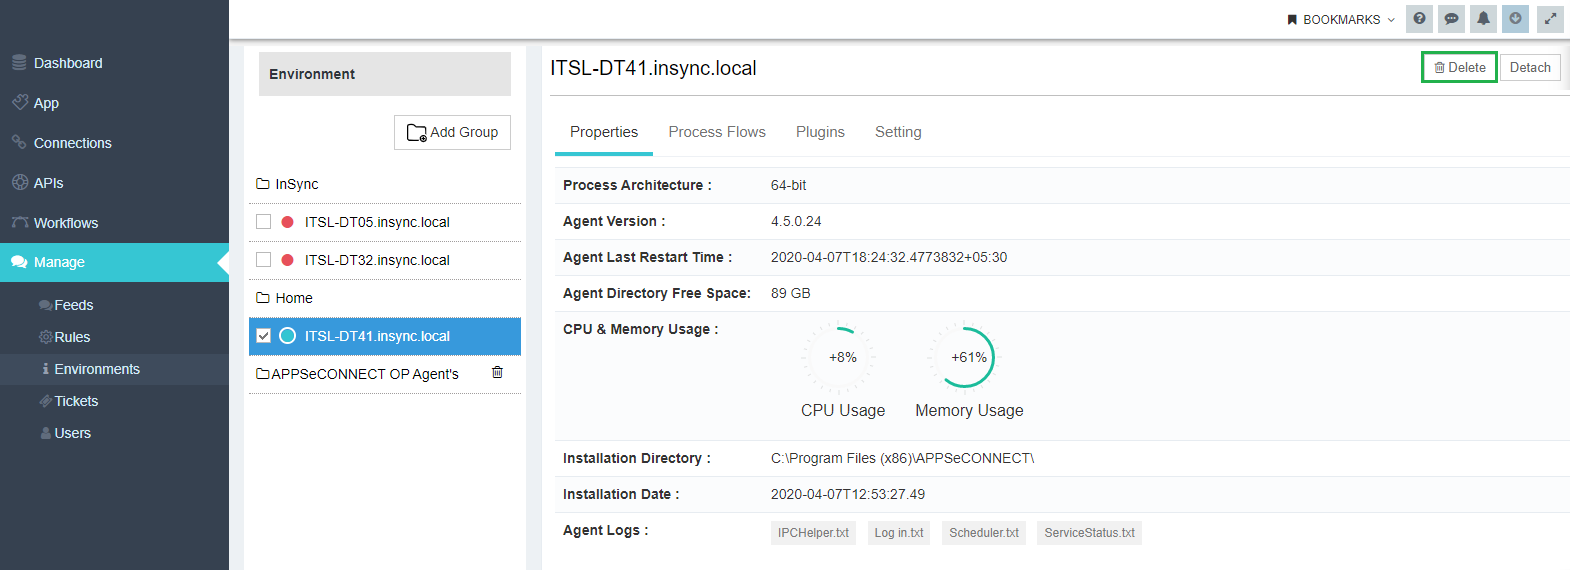 BOOKMARKS
Dashboard
App
Connections
APIs
Workflows
Manage
Feeds
Rules
Environments
Tickets
Users
Environment
Add Group
InSync
ITSL-DT05.insync.local
ITSL-DT32.insync.local
Home
ITSL-DT41.insync.local
APPSeCONNECT OP Agent's
ITSL-DT41.insync.local
Delete
Detach
Properties Process Flows Plugins Setting
Process Architecture : 64-bit
Agent Version : 4.5.0.24
Agent Last Restart Time : 2020-04-07T18:24:32.4773832+05:30
Agent Directory Free Space: 89 GB
CPU & Memory Usage :
+8% +61%
CPU Usage Memory Usage
Installation Directory : C:\Program Files (x86)\APPSeCONNECT\
Installation Date : 2020-04-07T12:53:27.49
Agent Logs : IPCHelper.txt Log in.txt Scheduler.txt ServiceStatus.txt